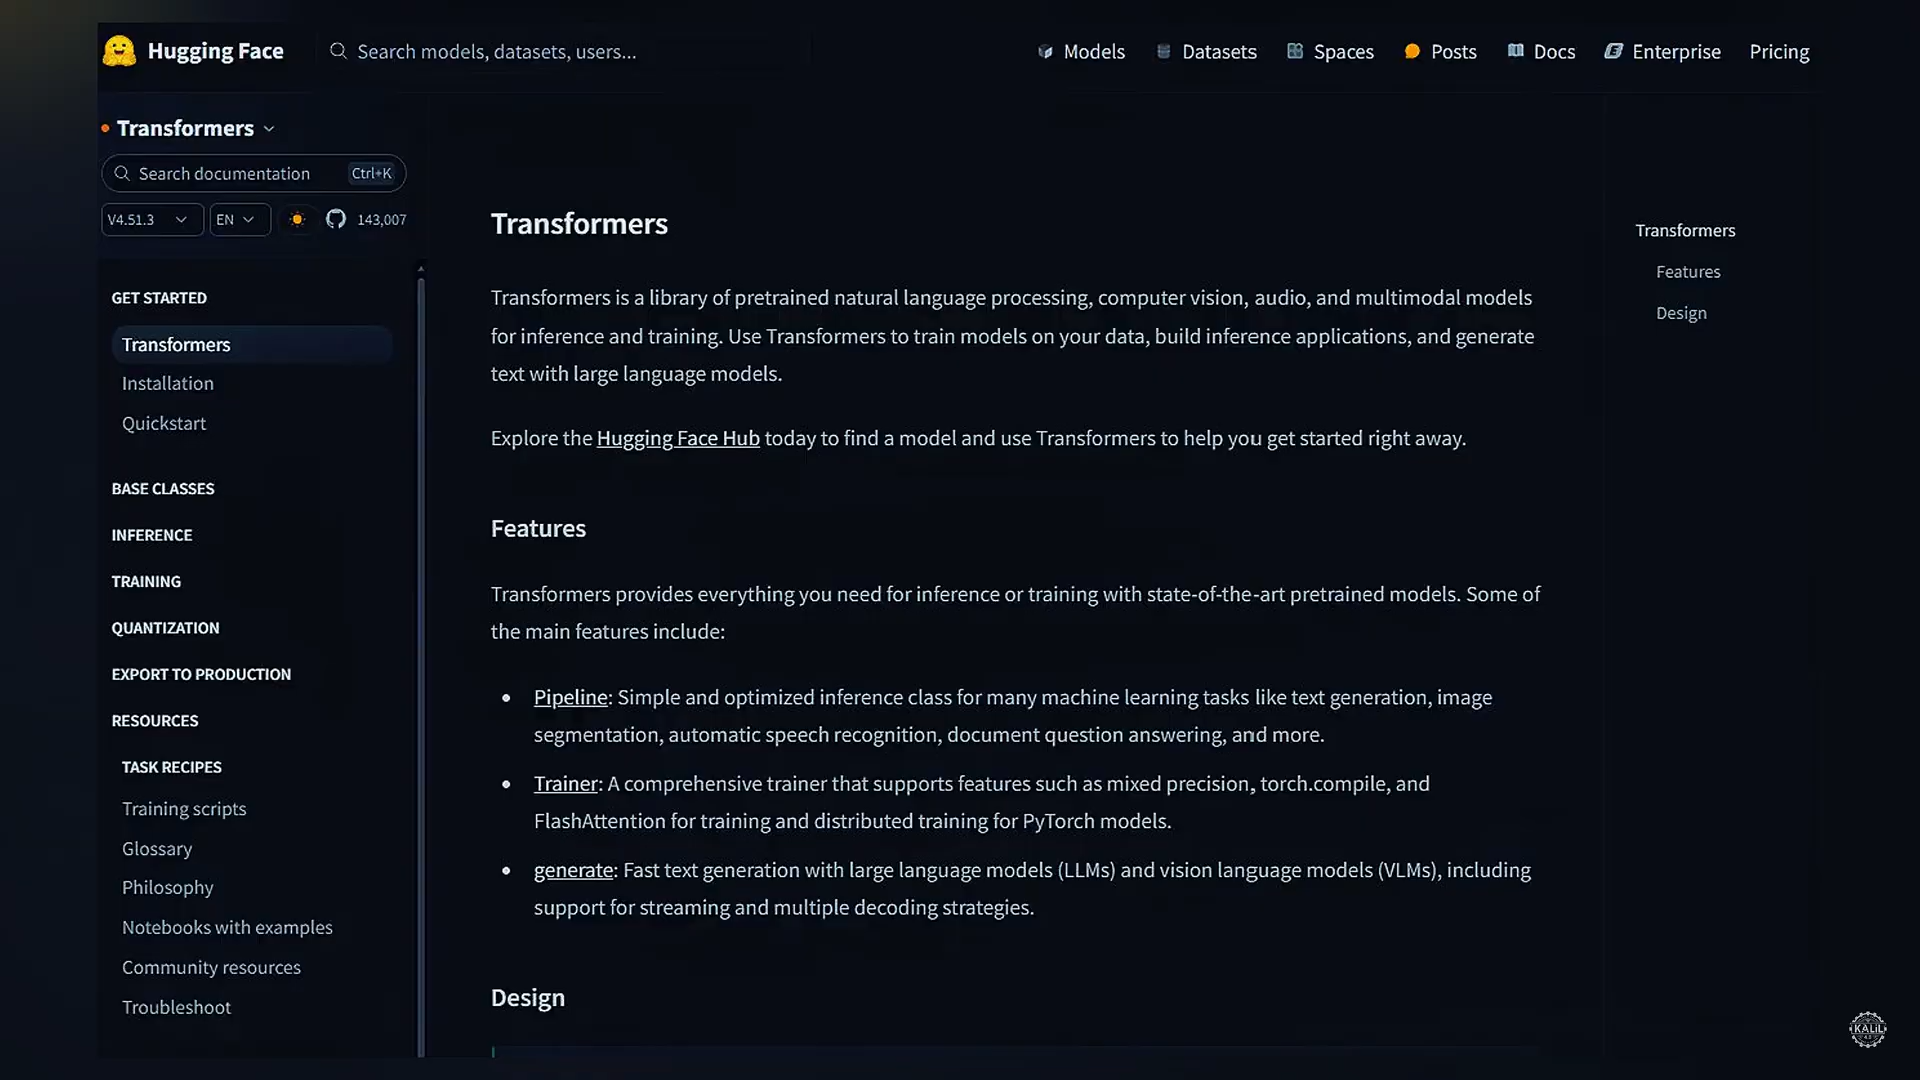 Hugging Face
Search models, datasets, users...
Models
Datasets
Spaces
Posts
Docs
Enterprise
Pricing
Transformers
Search documentation
Ctrl+K
V4.51.3
EN
143,007
GET STARTED
Transformers
Installation
Quickstart
BASE CLASSES
INFERENCE
TRAINING
QUANTIZATION
EXPORT TO PRODUCTION
RESOURCES
TASK RECIPES
Training scripts
Glossary
Philosophy
Notebooks with examples
Community resources
Troubleshoot
Transformers
Transformers is a library of pretrained natural language processing, computer vision, audio, and multimodal models
for inference and training. Use Transformers to train models on your data, build inference applications, and generate
text with large language models.
Explore the Hugging Face Hub today to find a model and use Transformers to help you get started right away.
Features
Transformers provides everything you need for inference or training with state-of-the-art pretrained models. Some of
the main features include:
• Pipeline: Simple and optimized inference class for many machine learning tasks like text generation, image
segmentation, automatic speech recognition, document question answering, and more.
• Trainer: A comprehensive trainer that supports features such as mixed precision, torch.compile, and
FlashAttention for training and distributed training for PyTorch models.
• generate: Fast text generation with large language models (LLMs) and vision language models (VLMs), including
support for streaming and multiple decoding strategies.
Design
Transformers
Features
Design
KALIL